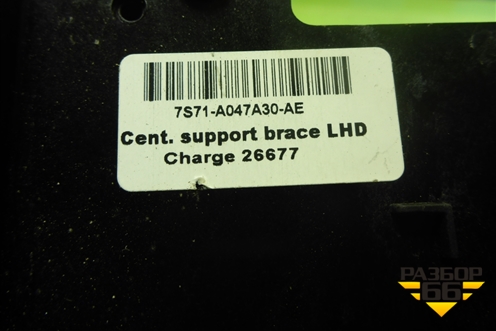 7S71-A047A30-AE
Cent. support brace LHD
Charge 26677
РАЗБОР
66